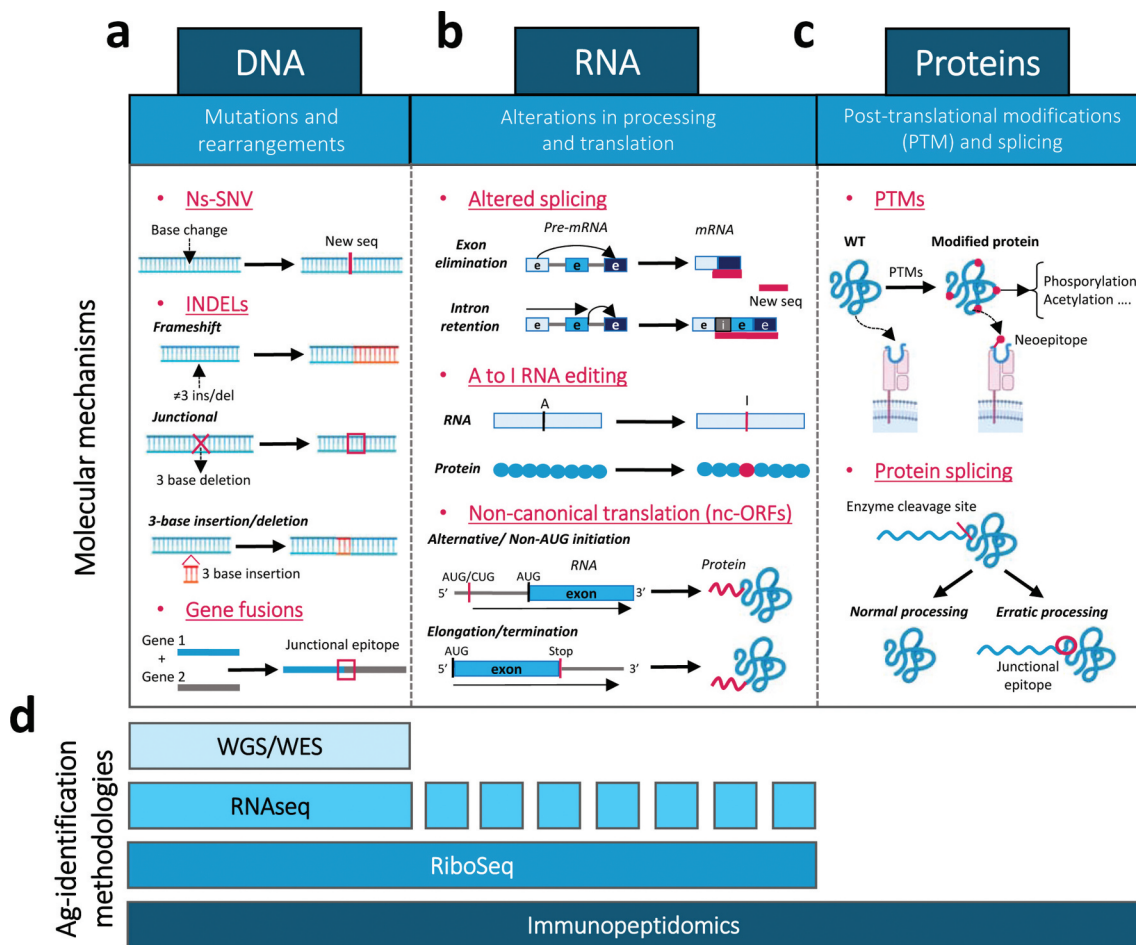 a
DNA
Mutations and
rearrangements
b
RNA
Alterations in processing
and translation
c
Proteins
Post-translational modifications
(PTM) and splicing
Molecular mechanisms
• Ns-SNV
Base change
New seq
• INDELs
Frameshift
≠3 ins/del
Junctional
3 base deletion
3-base insertion/deletion
3 base insertion
• Gene fusions
Gene 1
+
Gene 2
Junctional epitope
• Altered splicing
Pre-mRNA
mRNA
Exon
elimination
e e e
New seq
Intron
retention
e e e
e i e e
• A to I RNA editing
RNA
A
I
Protein
• Non-canonical translation (nc-ORFs)
Alternative/ Non-AUG initiation
RNA
Protein
AUG/CUG
AUG
5’
exon
3’
Elongation/termination
AUG
Stop
5’
exon
3’
• PTMs
WT
Modified protein
PTMs
Phosporylation
Acetylation ....
Neoepitope
• Protein splicing
Enzyme cleavage site
Normal processing
Erratic processing
Junctional
epitope
d
Ag-identification
methodologies
WGS/WES
RNAseq
RiboSeq
Immunopeptidomics